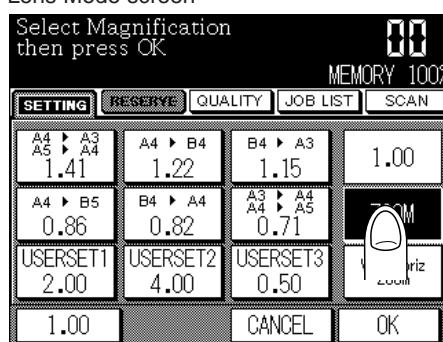 Lens Mode screen
Select Magnification
then press OK
00
MEMORY 100%
SETTING RESERVE QUALITY JOB LIST SCAN
A4 ▶ A3
A5 ▶ A4
1.41
A4 ▶ B4
1.22
B4 ▶ A3
1.15
1.00
A4 ▶ B5
0.86
B4 ▶ A4
0.82
A3 ▶ A4
A4 ▶ A5
0.71
ZOOM
USERSET1
2.00
USERSET2
4.00
USERSET3
0.50
Zoom
1.00
CANCEL
OK